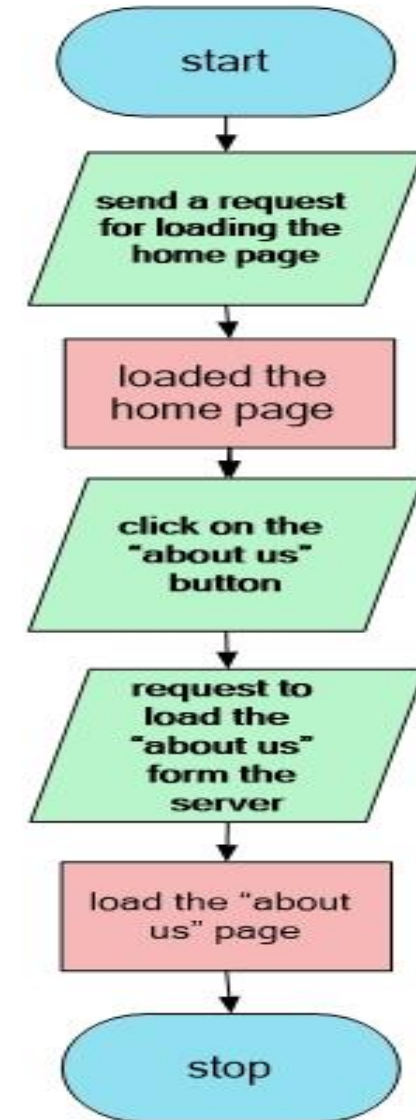 start
send a request
for loading the
home page
loaded the
home page
click on the
“about us”
button
request to
load the
“about us”
form the
server
load the “about
us” page
stop